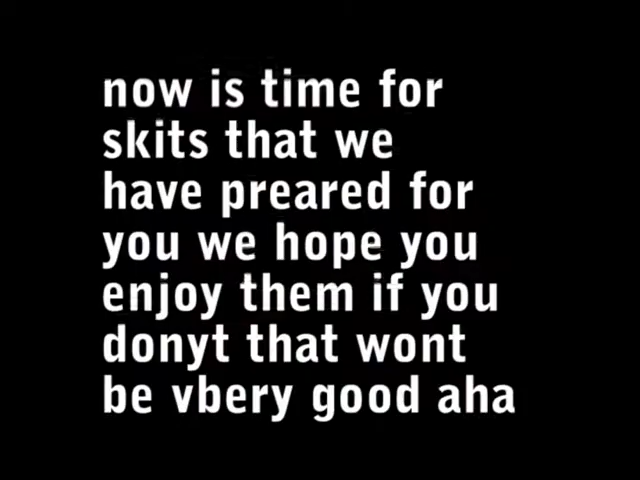 now is time for
skits that we
have preared for
you we hope you
enjoy them if you
donyt that wont
be vbery good aha